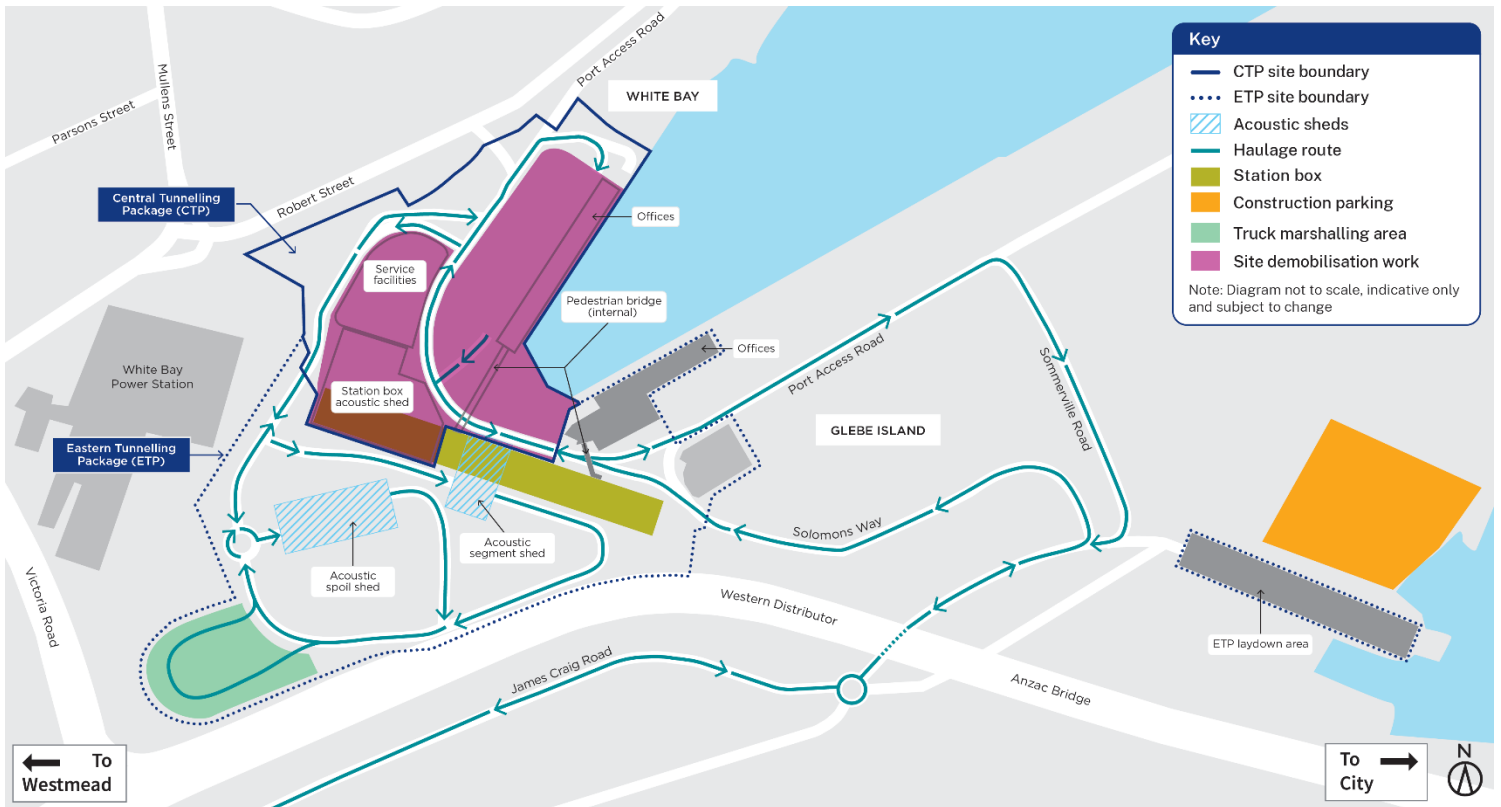 Port Access Road
WHITE BAY
Mullens Street
Parsons Street
Central Tunnelling
Package (CTP)
Robert Street
Offices
Service
facilities
Pedestrian bridge
(internal)
Offices
White Bay
Power Station
Station box
acoustic shed
Port Access Road
Sommerville Road
GLEBE ISLAND
Eastern Tunnelling
Package (ETP)
Solomons Way
Acoustic
segment shed
Acoustic
spoil shed
Victoria Road
Western Distributor
ETP laydown area
James Craig Road
Anzac Bridge
To
Westmead
To
City
N
Key
CTP site boundary
ETP site boundary
Acoustic sheds
Haulage route
Station box
Construction parking
Truck marshalling area
Site demobilisation work
Note: Diagram not to scale, indicative only
and subject to change